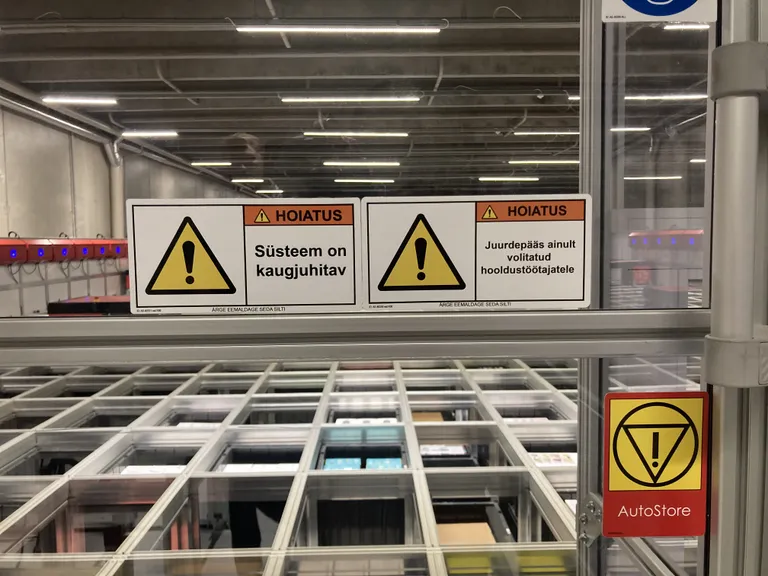 HOIATUS
Süsteem on
kaugjuhitav
ÄRGE EEMALDAGE SEDA SILTI
HOIATUS
Juurdepääs ainult
volitatud
hooldustöötajatele
ÄRGE EEMALDAGE SEDA SILTI
AutoStore